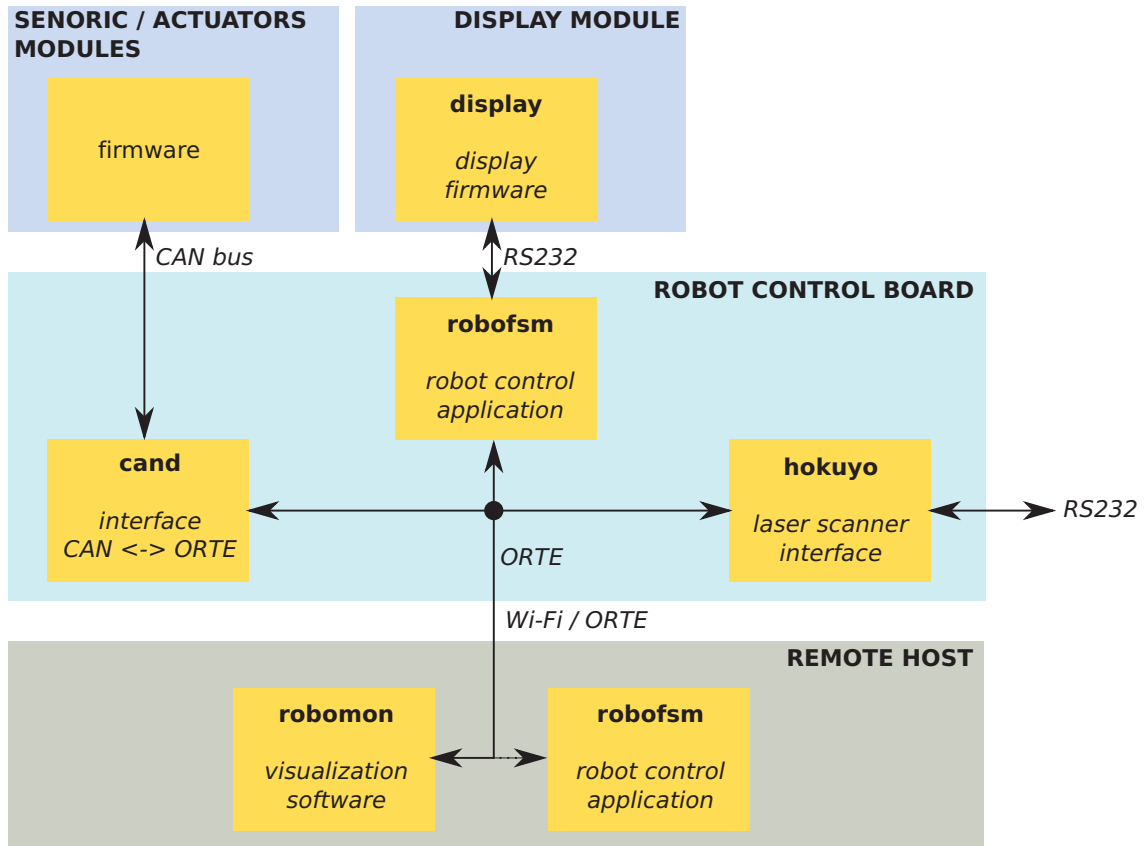 SENORIC / ACTUATORS
MODULES
firmware
DISPLAY MODULE
display
display
firmware
CAN bus
RS232
ROBOT CONTROL BOARD
robofsm
robot control
application
cand
interface
CAN <-> ORTE
hokuyo
laser scanner
interface
RS232
ORTE
Wi-Fi / ORTE
REMOTE HOST
robomon
visualization
software
robofsm
robot control
application